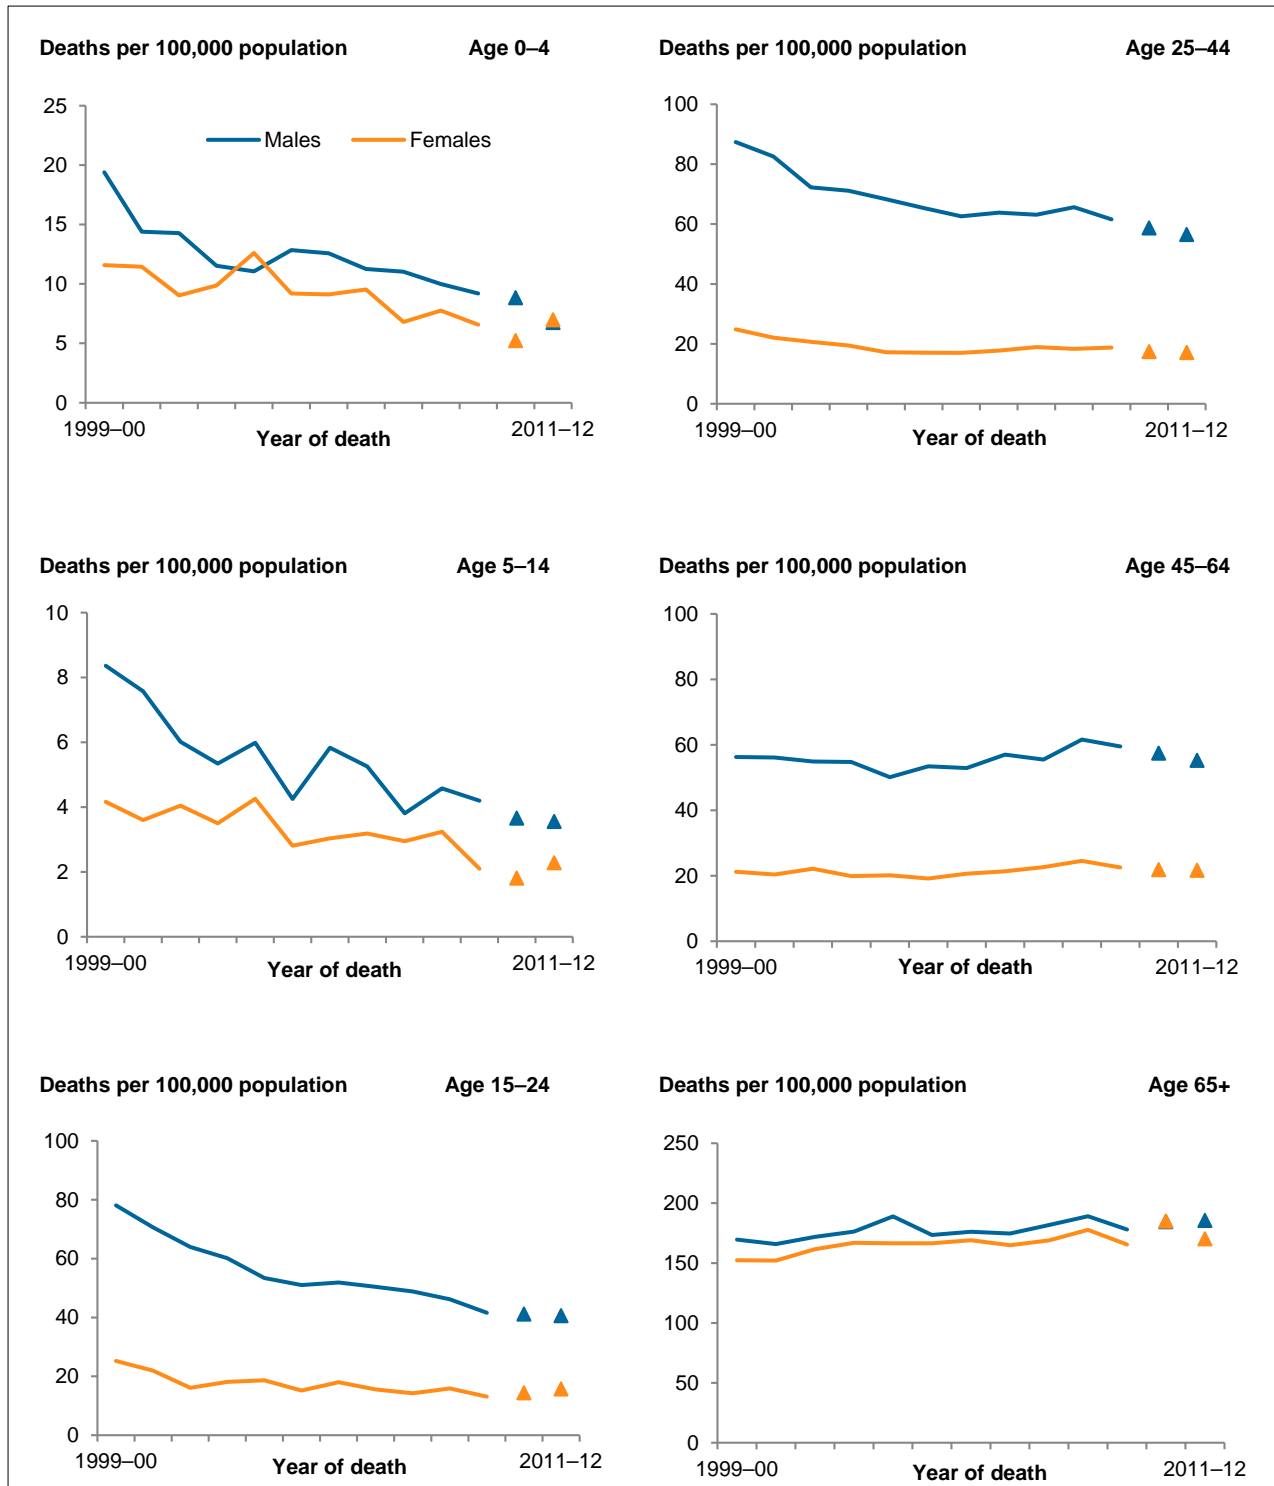 Deaths per 100,000 population Age 0–4
25
20
15
10
5
0
Males Females
1999–00 Year of death 2011–12
Deaths per 100,000 population Age 25–44
100
80
60
40
20
0
1999–00 Year of death 2011–12
Deaths per 100,000 population Age 5–14
10
8
6
4
2
0
1999–00 Year of death 2011–12
Deaths per 100,000 population Age 45–64
100
80
60
40
20
0
1999–00 Year of death 2011–12
Deaths per 100,000 population Age 15–24
100
80
60
40
20
0
1999–00 Year of death 2011–12
Deaths per 100,000 population Age 65+
250
200
150
100
50
0
1999–00 Year of death 2011–12